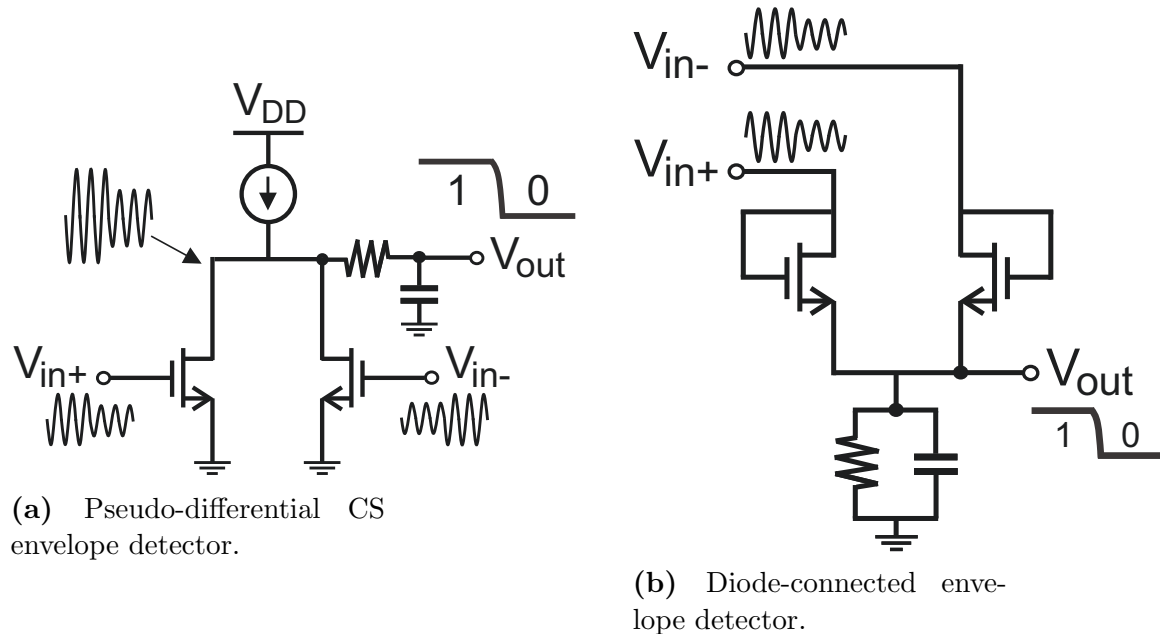 V_DD
1 0
V_out
V_in+
V_in-
(a) Pseudo-differential CS
envelope detector.
V_in-
V_in+
V_out
1 0
(b) Diode-connected enve-
lope detector.